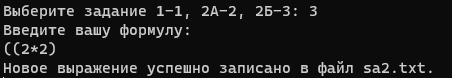 Выберите задание 1-1, 2А-2, 2Б-3: 3
Введите вашу формулу:
((2*2)
Новое выражение успешно записано в файл sa2.txt.